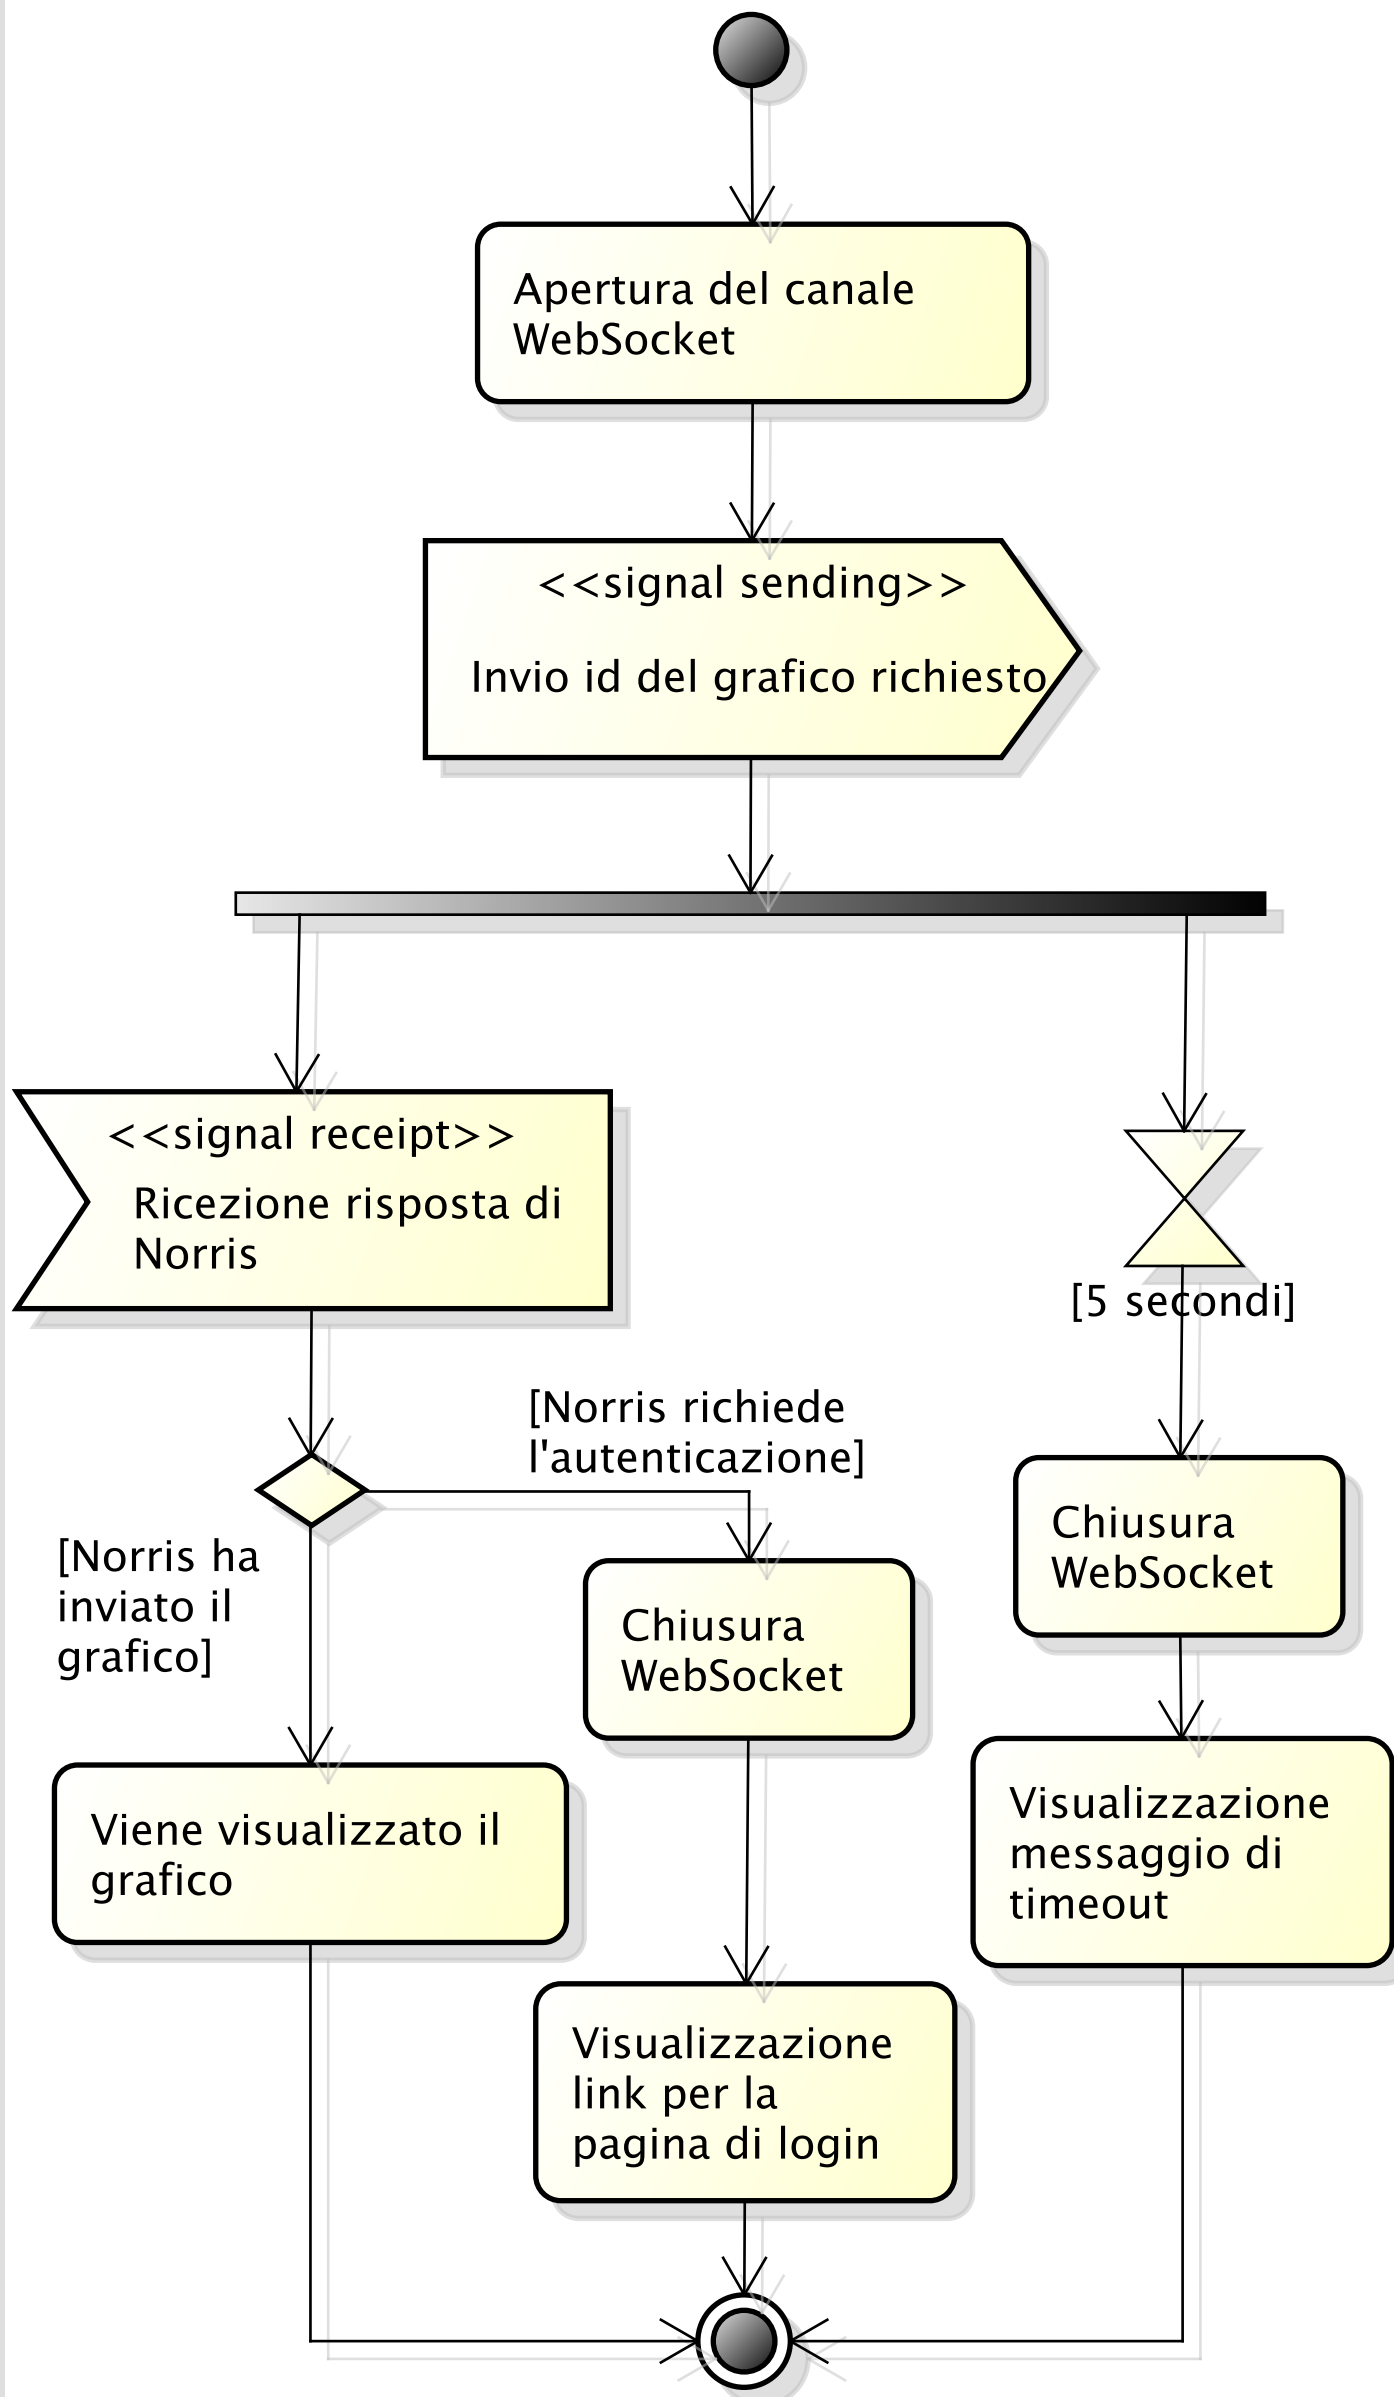 Apertura del canale
WebSocket
<<signal sending>>
Invio id del grafico richiesto
<<signal receipt>>
Ricezione risposta di
Norris
[5 secondi]
[Norris richiede
l'autenticazione]
[Norris ha
inviato il
grafico]
Chiusura
WebSocket
Chiusura
WebSocket
Viene visualizzato il
grafico
Visualizzazione
messaggio di
timeout
Visualizzazione
link per la
pagina di login